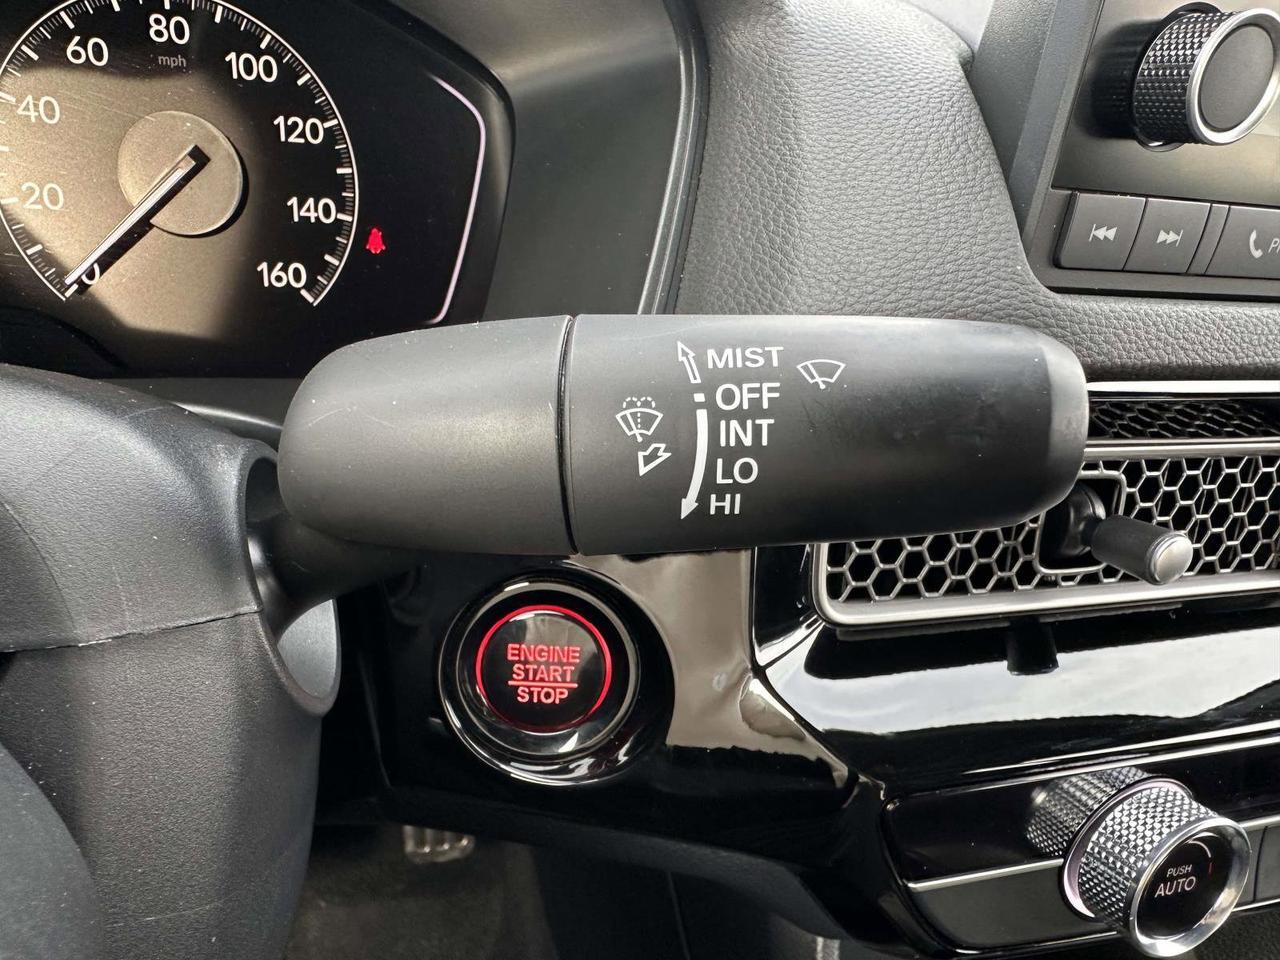 20
40
60
80
mph
100
120
140
160
0
MIST
OFF
INT
LO
HI
ENGINE
START
STOP
PUSH
AUTO